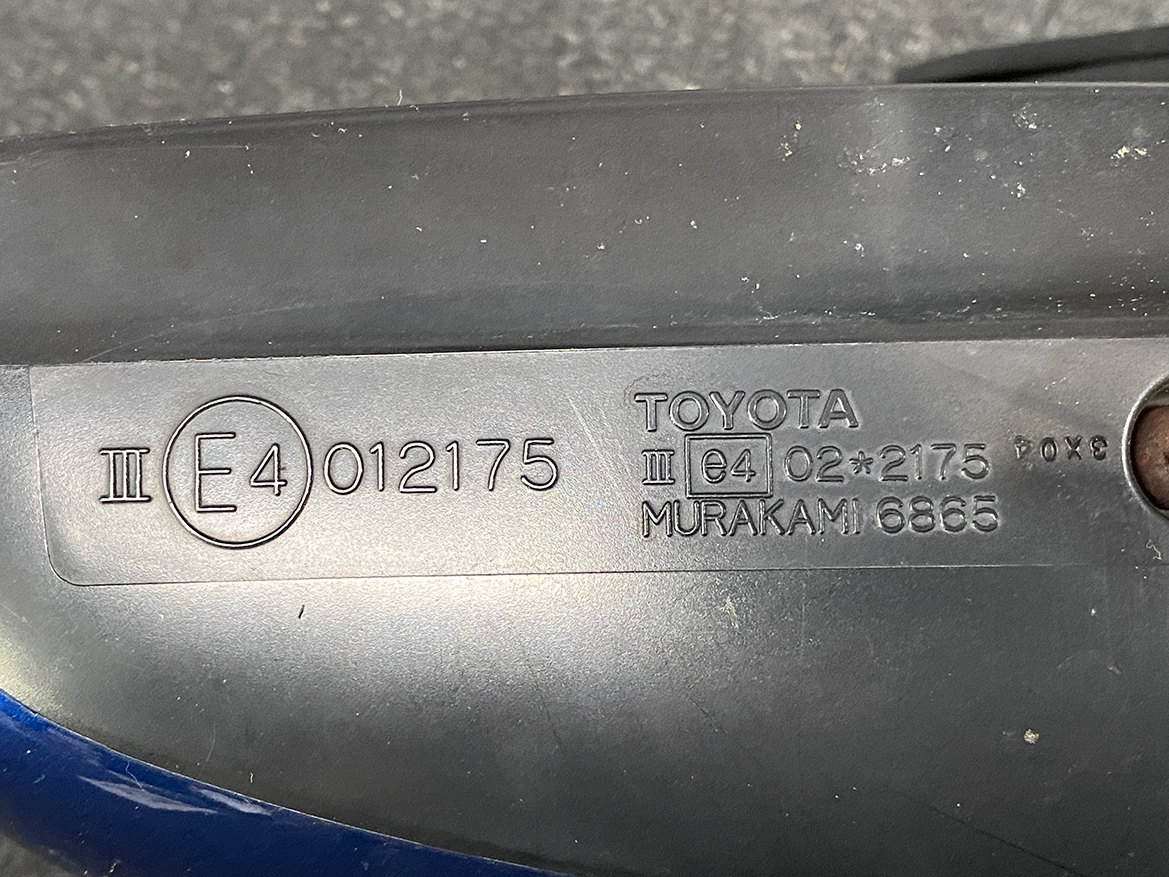 III E4 012175
TOYOTA
III e4 02*2175
MURAKAMI 6865
3X04